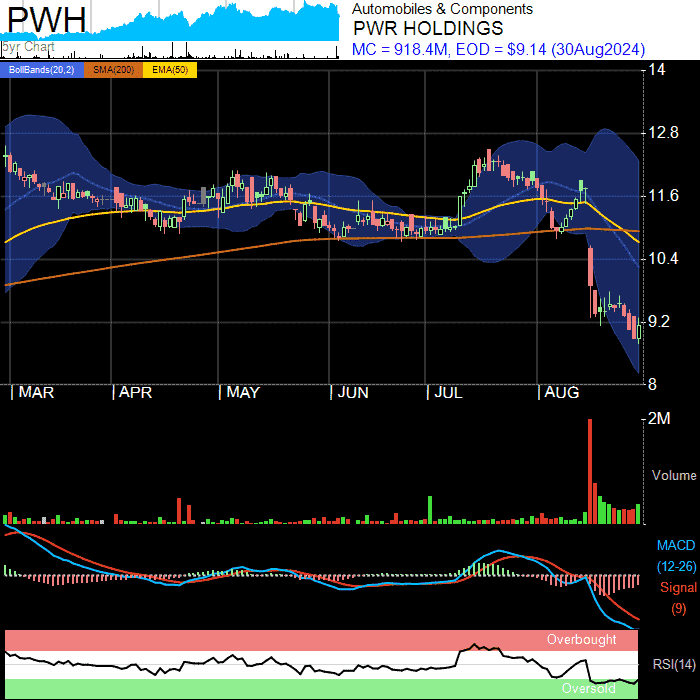 PWH
5yr Chart
Automobiles & Components
PWR HOLDINGS
MC = 918.4M, EOD = $9.14 (30Aug2024)
BollBands(20,2) SMA(200) EMA(50)
14
12.8
11.6
10.4
9.2
8
MAR APR MAY JUN JUL AUG
2M
Volume
MACD
(12-26)
Signal
(9)
Overbought
RSI(14)
Oversold